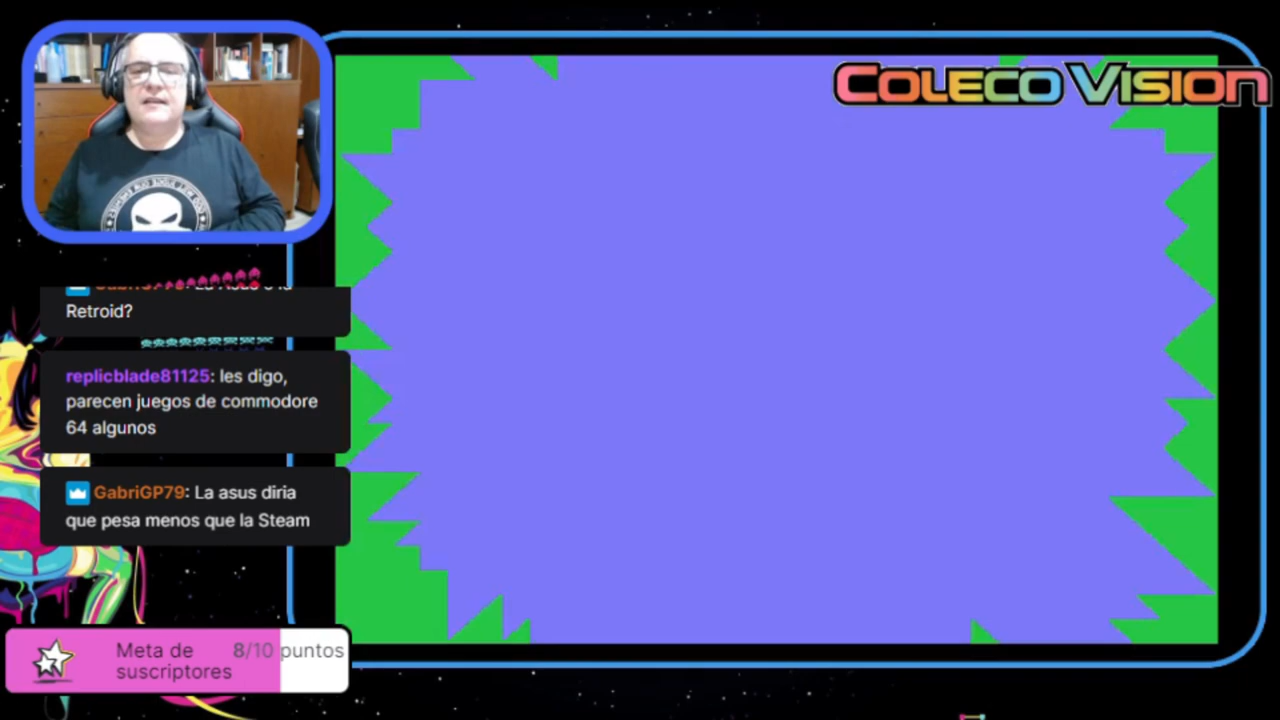 COLECOVISION
Retroid?
replicblade81125: les digo,
parecen juegos de commodore
64 algunos
GabriGP79: La asus diria
que pesa menos que la Steam
Meta de
suscriptores
8/10 puntos